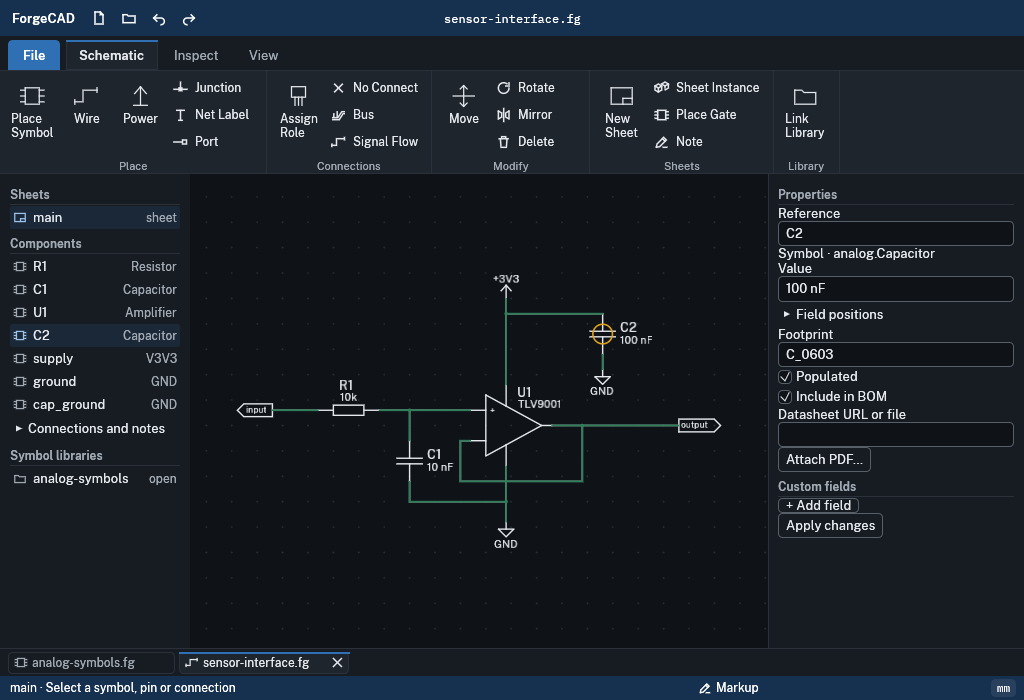 ForgeCAD
sensor-interface.fg
File Schematic Inspect View
Place Symbol
Wire
Power
Junction
Net Label
Port
Place
Assign Role
No Connect
Bus
Signal Flow
Connections
Move
Rotate
Mirror
Delete
Modify
New Sheet
Sheet Instance
Place Gate
Note
Sheets
Link Library
Library
Sheets
main sheet
Components
R1 Resistor
C1 Capacitor
U1 Amplifier
C2 Capacitor
supply V3V3
ground GND
cap_ground GND
Connections and notes
Symbol libraries
analog-symbols open
+3V3
C2
100 nF
GND
R1
10k
input
U1
TLV9001
+
output
C1
10 nF
GND
Properties
Reference
C2
Symbol · analog.Capacitor
Value
100 nF
Field positions
Footprint
C_0603
Populated
Include in BOM
Datasheet URL or file
Attach PDF...
Custom fields
+ Add field
Apply changes
analog-symbols.fg
sensor-interface.fg
main · Select a symbol, pin or connection
Markup
mm